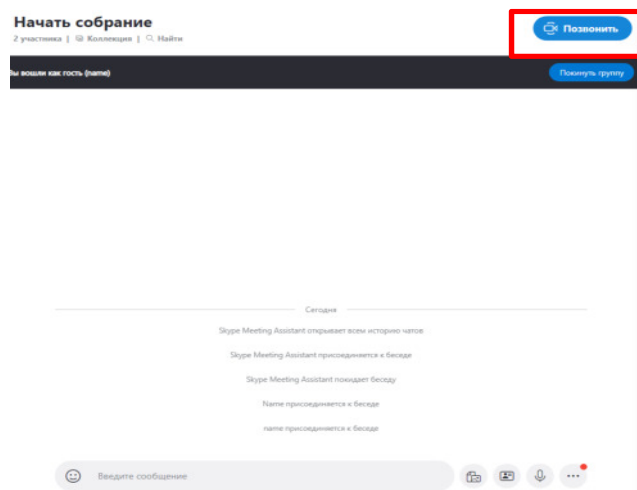 Начать собрание
2 участника | Коллекция | Найти
Позвонить
Вы вошли как гость (name)
Покинуть группу
Сегодня
Skype Meeting Assistant открывает всем историю чатов
Skype Meeting Assistant присоединяется к беседе
Skype Meeting Assistant покидает беседу
Name присоединяется к беседе
name присоединяется к беседе
Введите сообщение